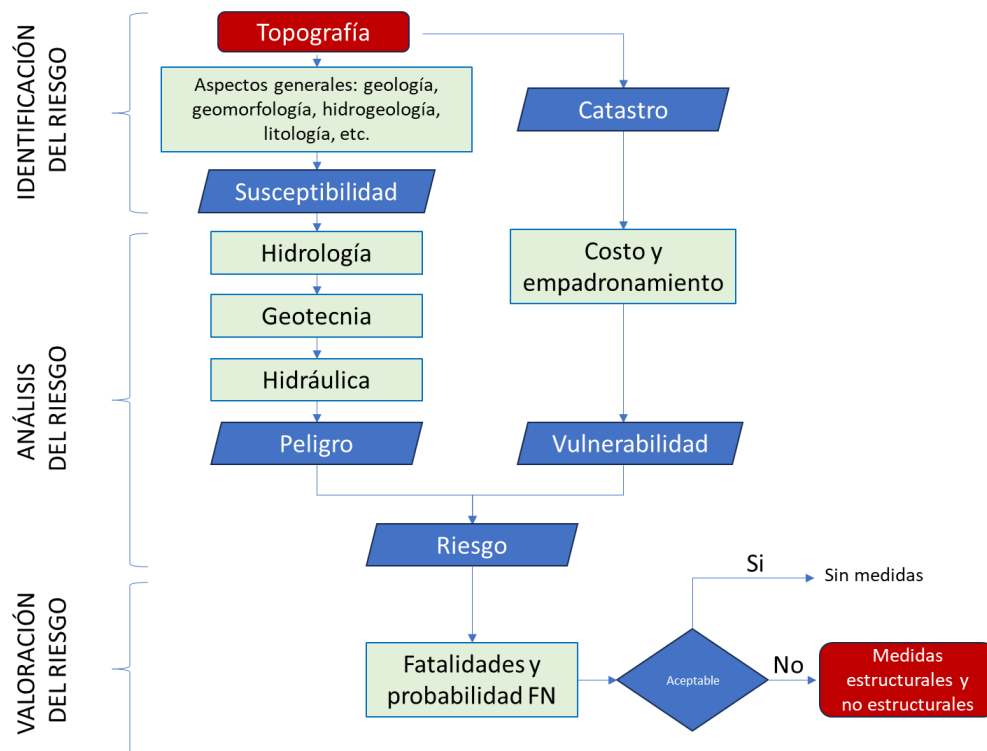 IDENTIFICACIÓN
DEL RIESGO
Topografía
Aspectos generales: geología,
geomorfología, hidrogeología,
litología, etc.
Catastro
Susceptibilidad
ANÁLISIS
DEL RIESGO
Hidrología
Costo y
empadronamiento
Geotecnia
Hidráulica
Peligro
Vulnerabilidad
Riesgo
VALORACIÓN
DEL RIESGO
Si
Sin medidas
Fatalidades y
probabilidad FN
Aceptable
No
Medidas
estructurales y
no estructurales